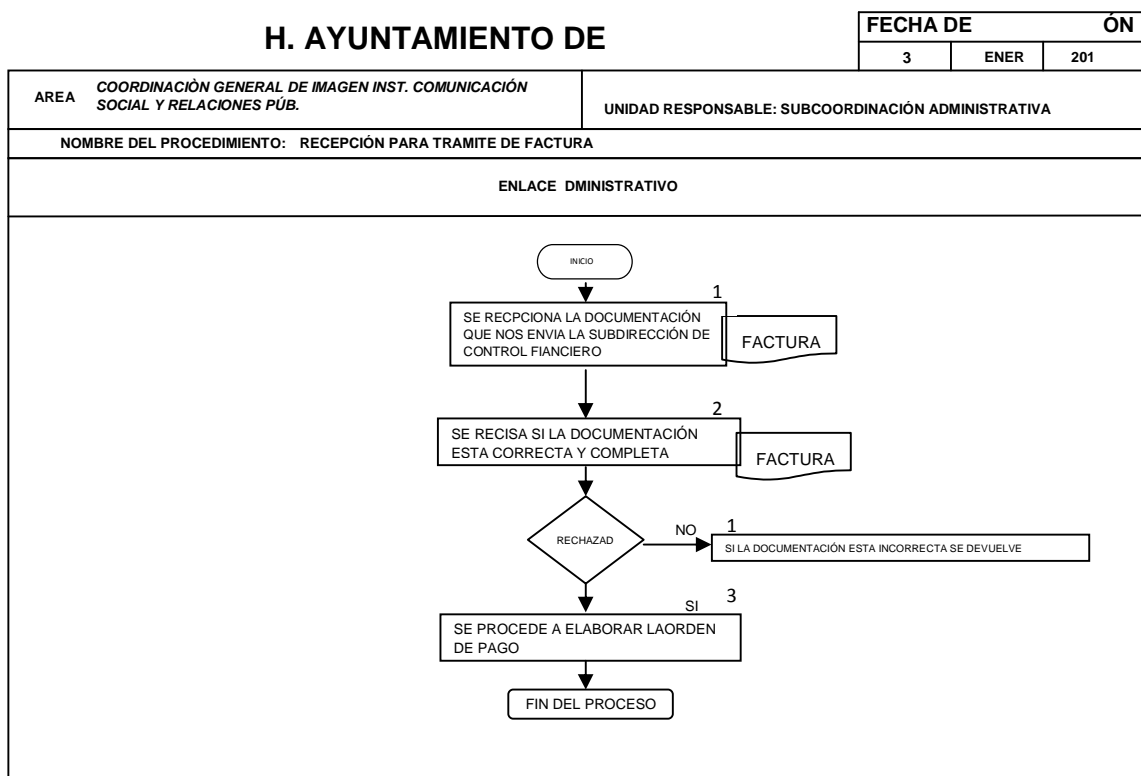 H. AYUNTAMIENTO DE
FECHA DE ÓN
3 ENER 201
AREA COORDINACIÒN GENERAL DE IMAGEN INST. COMUNICACIÓN
SOCIAL Y RELACIONES PÚB.
UNIDAD RESPONSABLE: SUBCOORDINACIÒN ADMINISTRATIVA
NOMBRE DEL PROCEDIMIENTO: RECEPCIÓN PARA TRAMITE DE FACTURA
ENLACE DMINISTRATIVO
INICIO
1
SE RECPCIONA LA DOCUMENTACIÓN
QUE NOS ENVIA LA SUBDIRECCIÓN DE
CONTROL FIANCIERO
FACTURA
2
SE RECISA SI LA DOCUMENTACIÓN
ESTA CORRECTA Y COMPLETA
FACTURA
RECHAZAD
NO
1
SI LA DOCUMENTACIÓN ESTA INCORRECTA SE DEVUELVE
SI
3
SE PROCEDE A ELABORAR LAORDEN
DE PAGO
FIN DEL PROCESO